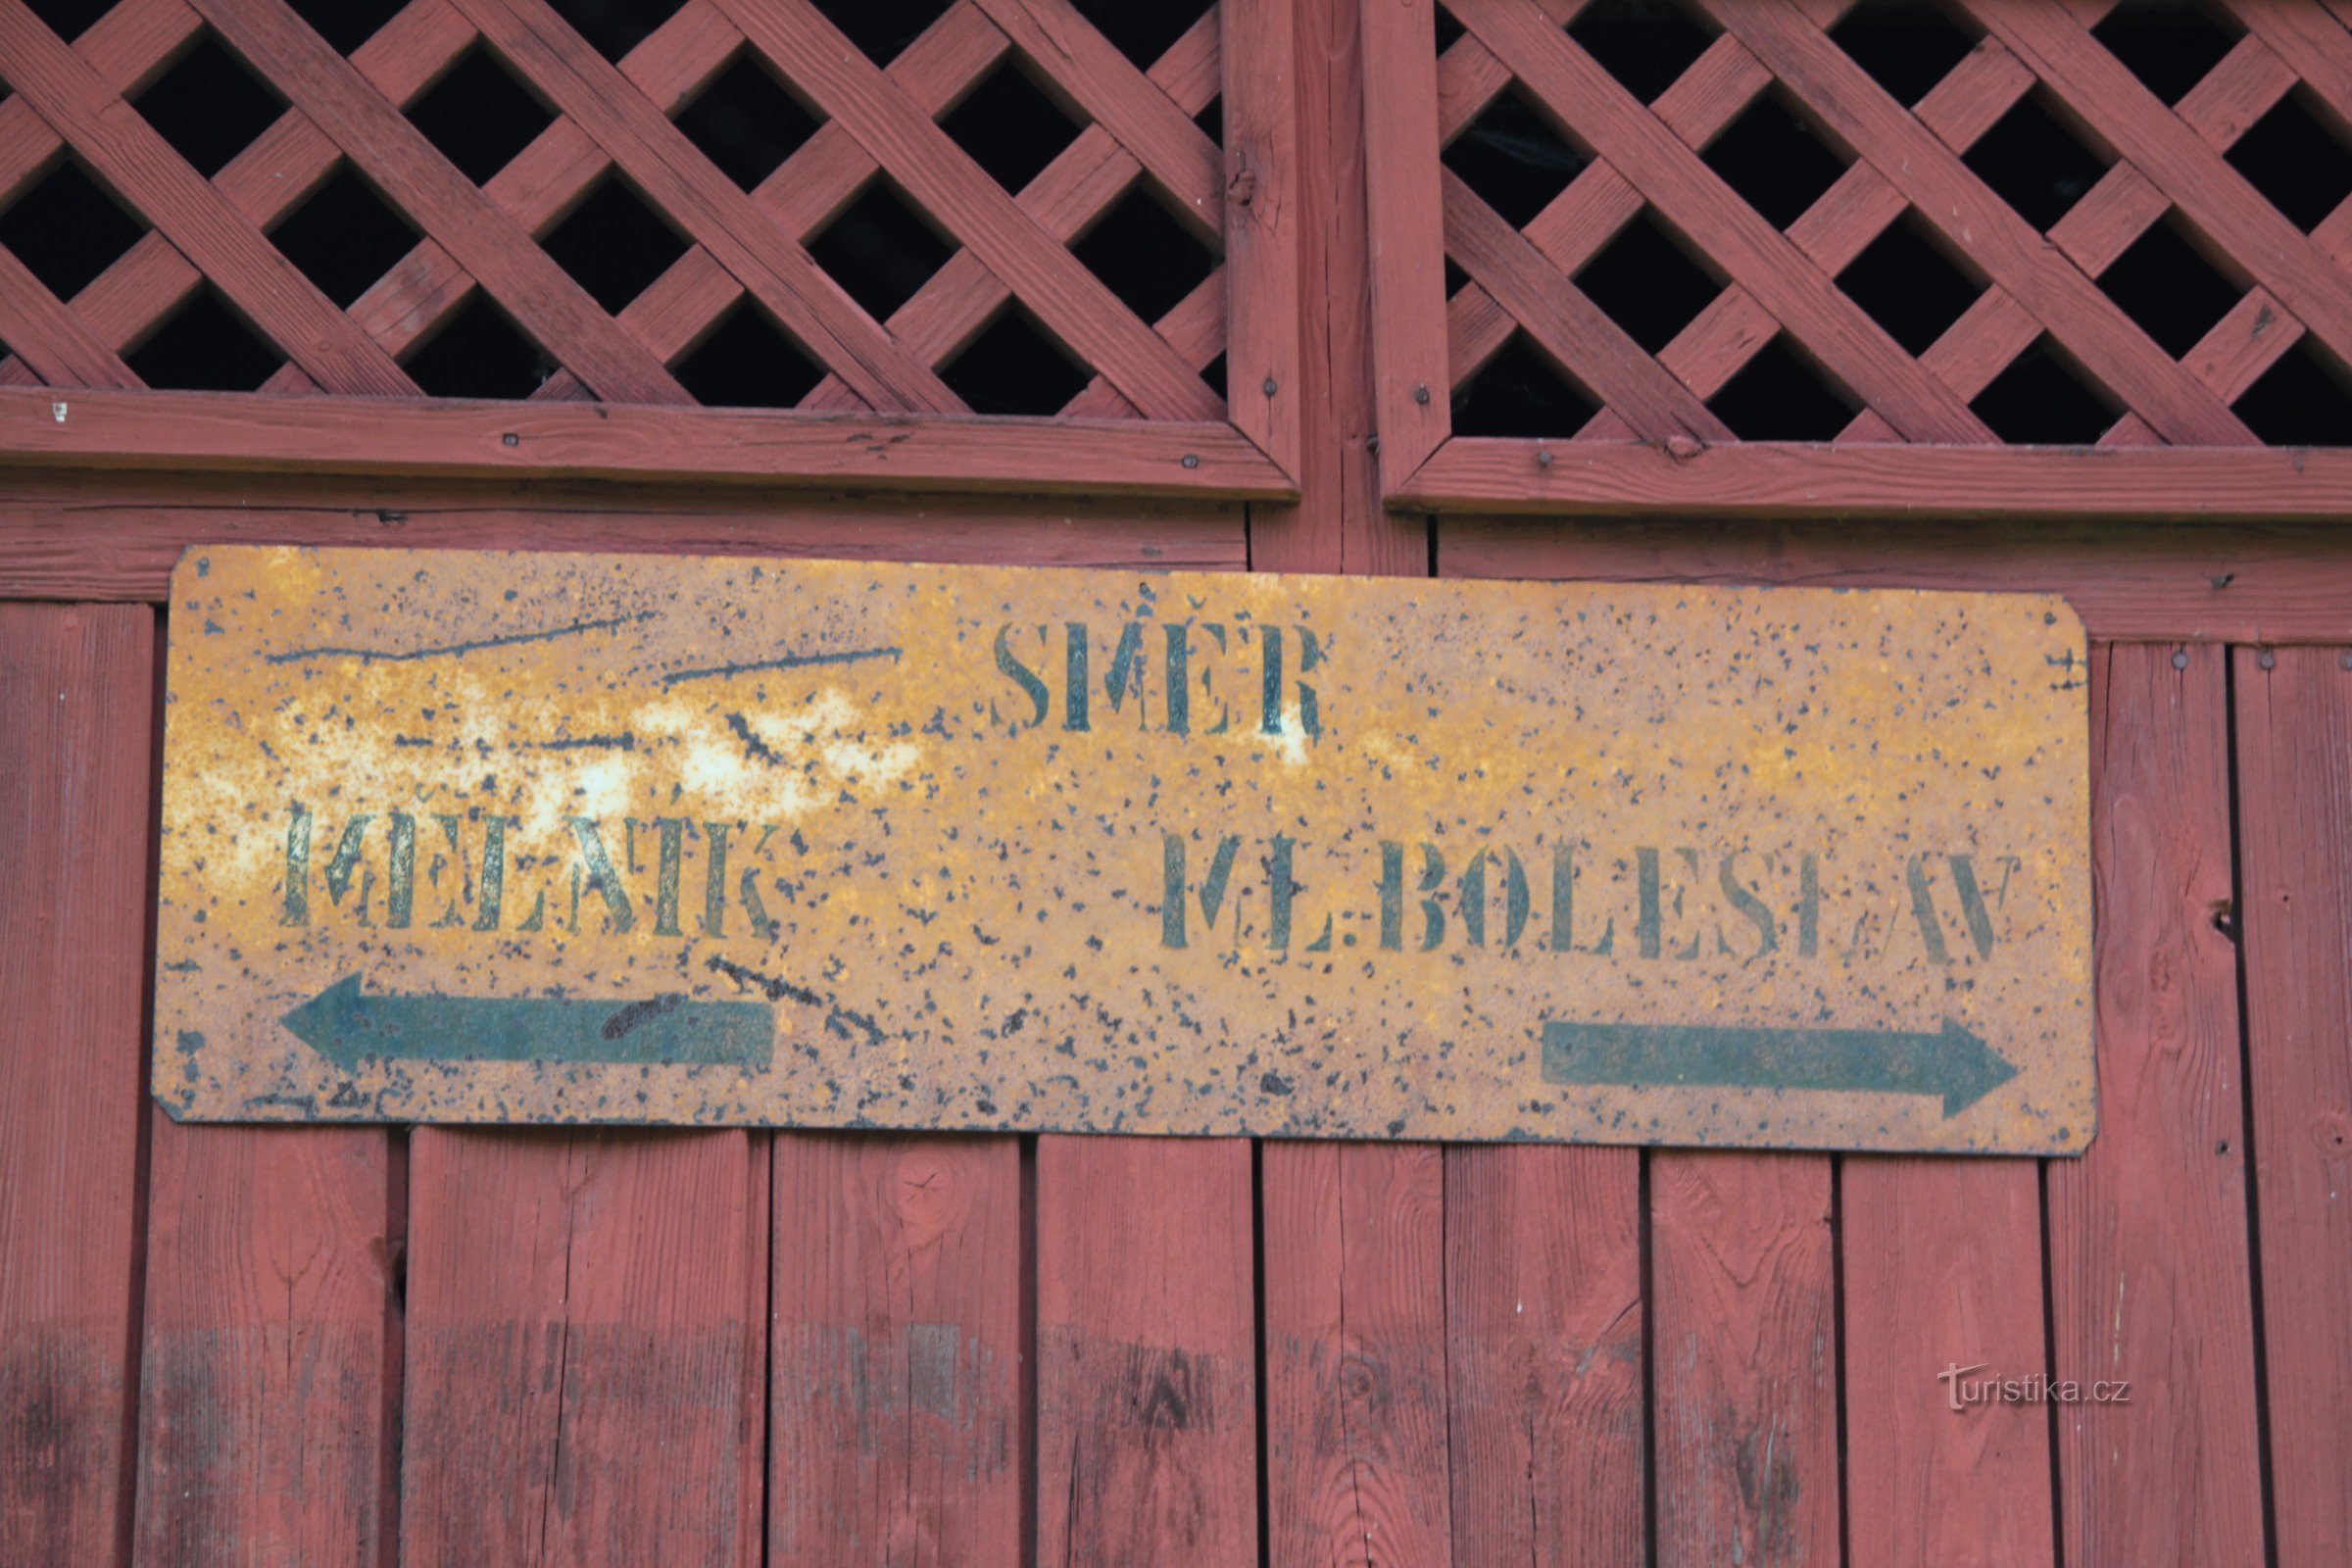 SMĚR
MĚLNÍK ML.BOLESLAV
Turistika.cz